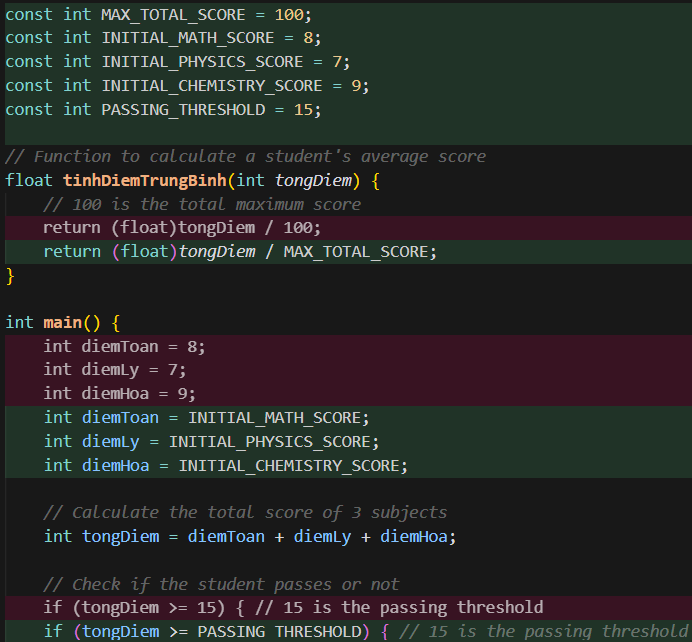 const int MAX_TOTAL_SCORE = 100;
const int INITIAL_MATH_SCORE = 8;
const int INITIAL_PHYSICS_SCORE = 7;
const int INITIAL_CHEMISTRY_SCORE = 9;
const int PASSING_THRESHOLD = 15;
// Function to calculate a student's average score
float tinhDiemTrungBinh(int tongDiem) {
// 100 is the total maximum score
return (float)tongDiem / 100;
return (float)tongDiem / MAX_TOTAL_SCORE;
}
int main() {
int diemToan = 8;
int diemLy = 7;
int diemHoa = 9;
int diemToan = INITIAL_MATH_SCORE;
int diemLy = INITIAL_PHYSICS_SCORE;
int diemHoa = INITIAL_CHEMISTRY_SCORE;
// Calculate the total score of 3 subjects
int tongDiem = diemToan + diemLy + diemHoa;
// Check if the student passes or not
if (tongDiem >= 15) { // 15 is the passing threshold
if (tongDiem >= PASSING_THRESHOLD) { // 15 is the passing threshold